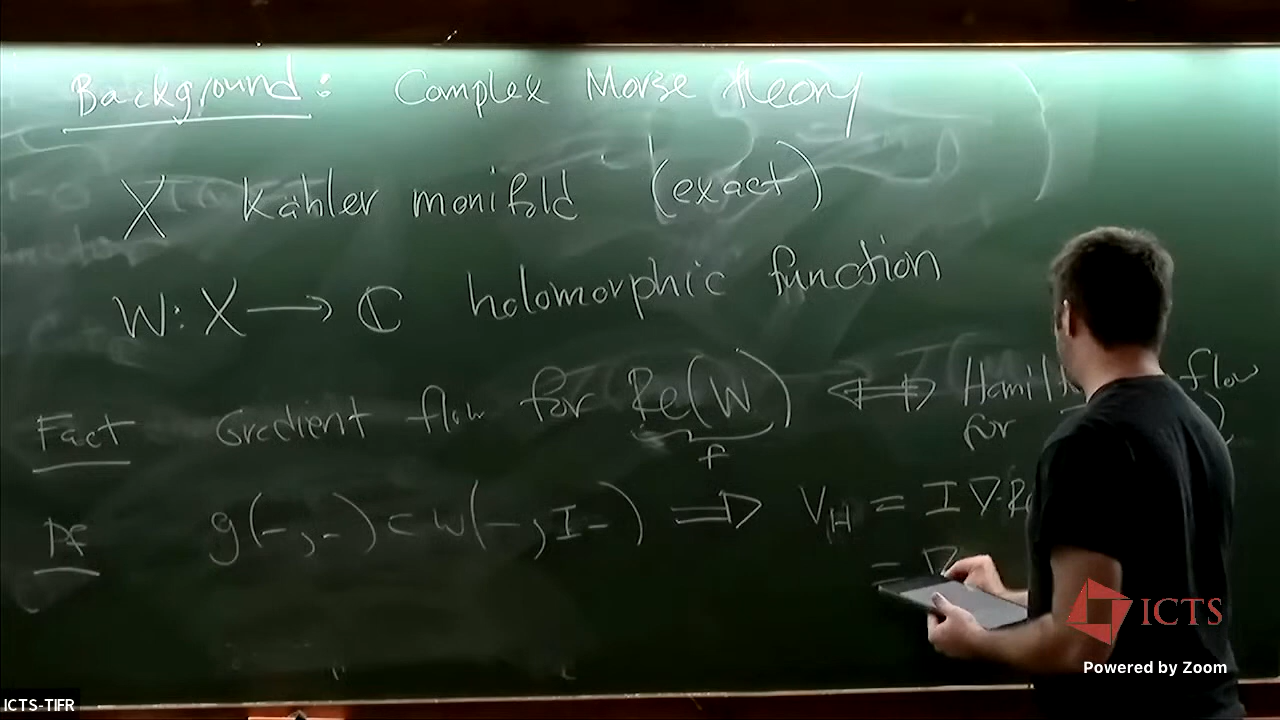 Background: Complex Morse theory
X Kähler manifold (exact)
W: X → ℂ holomorphic function
Fact Gradient flow for Re(W) ⟺ Hamil flow
f for )
Pf g(-,-) = ω(-, I-) ⟹ V_H = I ∇ Re
= ∇
ICTS
Powered by Zoom
ICTS-TIFR